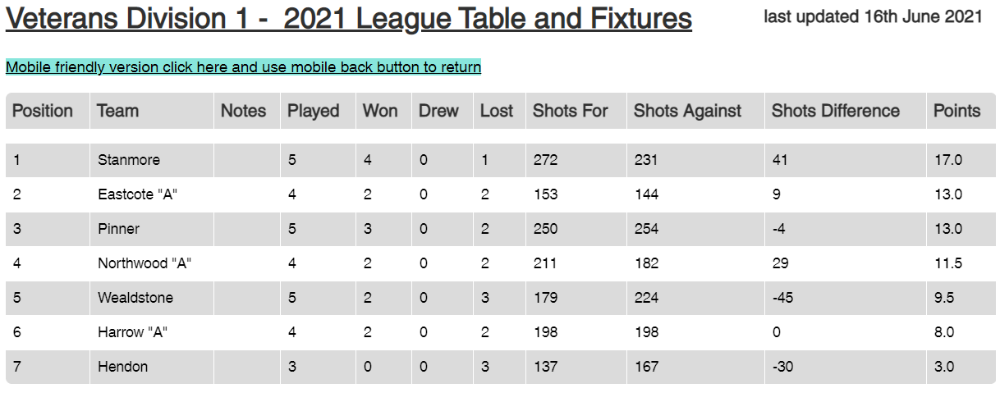 Veterans Division 1 -  2021 League Table and Fixtures last updated 16th June 2021
Mobile friendly version click here and use mobile back button to return
Position Team Notes Played Won Drew Lost Shots For Shots Against Shots Difference Points
1 Stanmore 5 4 0 1 272 231 41 17.0
2 Eastcote "A" 4 2 0 2 153 144 9 13.0
3 Pinner 5 3 0 2 250 254 -4 13.0
4 Northwood "A" 4 2 0 2 211 182 29 11.5
5 Wealdstone 5 2 0 3 179 224 -45 9.5
6 Harrow "A" 4 2 0 2 198 198 0 8.0
7 Hendon 3 0 0 3 137 167 -30 3.0